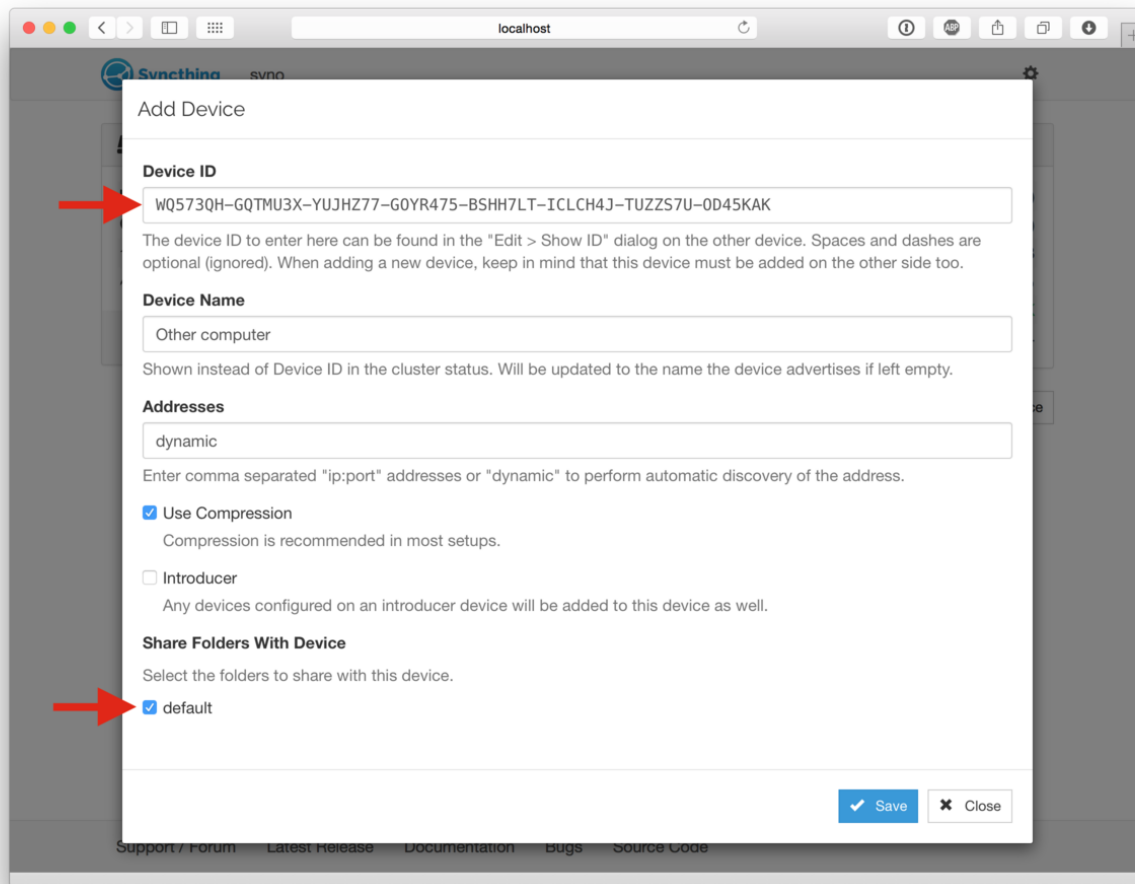 localhost
ABP
Syncthing syno
Add Device
Device ID
WQ573QH-GQTMU3X-YUJHZ77-GOYR475-BSHH7LT-ICLCH4J-TUZZS7U-OD45KAK
The device ID to enter here can be found in the "Edit > Show ID" dialog on the other device. Spaces and dashes are
optional (ignored). When adding a new device, keep in mind that this device must be added on the other side too.
Device Name
Other computer
Shown instead of Device ID in the cluster status. Will be updated to the name the device advertises if left empty.
Addresses
dynamic
Enter comma separated "ip:port" addresses or "dynamic" to perform automatic discovery of the address.
Use Compression
Compression is recommended in most setups.
Introducer
Any devices configured on an introducer device will be added to this device as well.
Share Folders With Device
Select the folders to share with this device.
default
Save Close
Support / Forum Latest Release Documentation Bugs Source Code